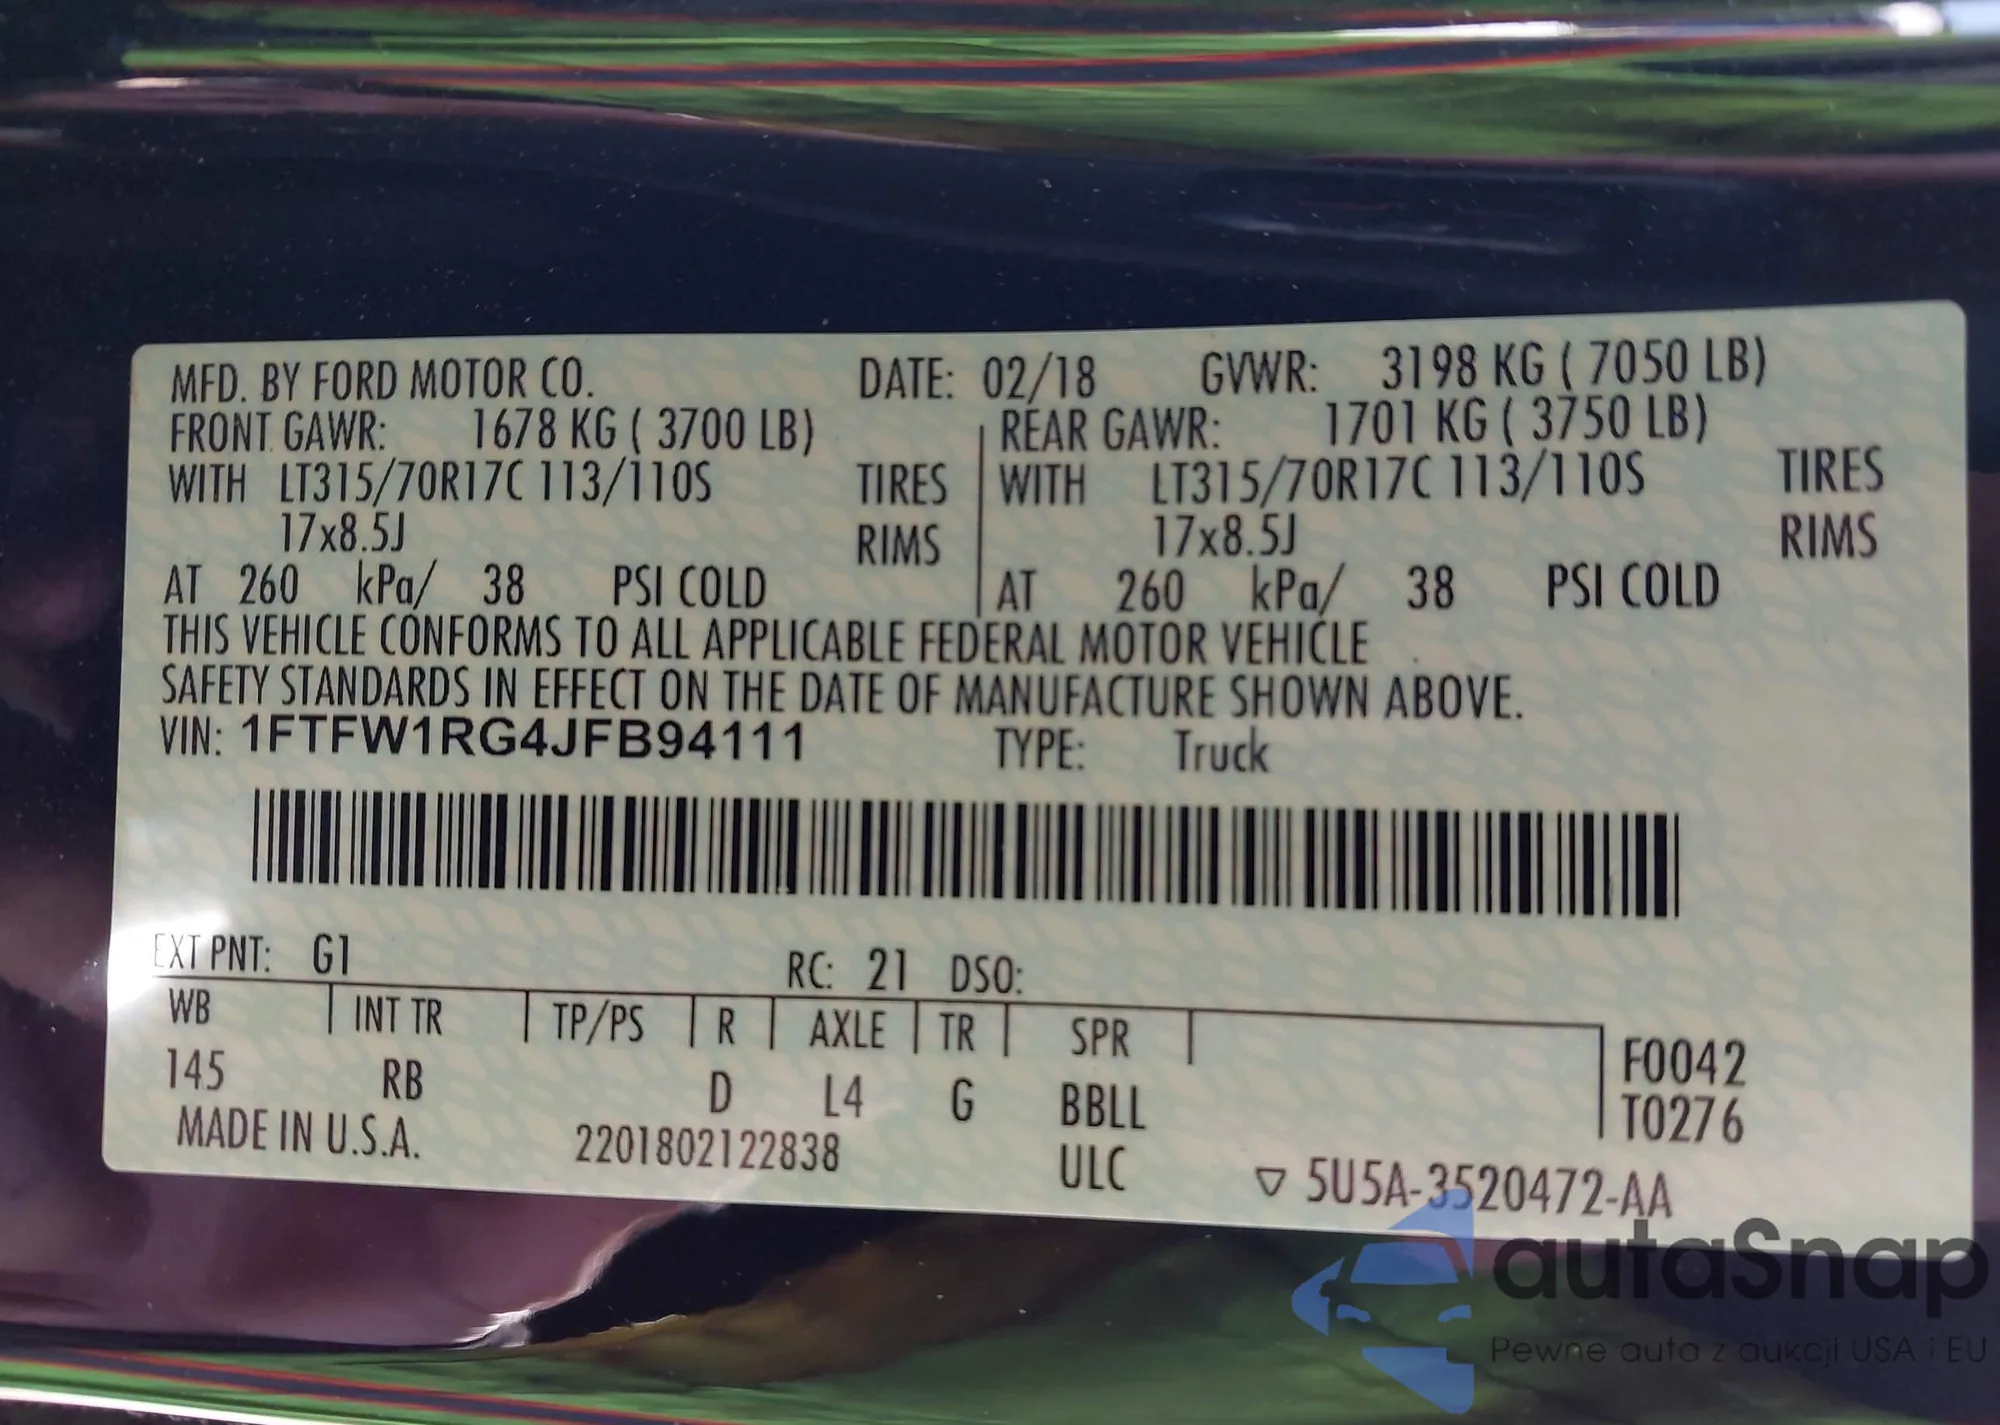 MFD. BY FORD MOTOR CO. DATE: 02/18 GVWR: 3198 KG ( 7050 LB)
FRONT GAWR: 1678 KG ( 3700 LB) REAR GAWR: 1701 KG ( 3750 LB)
WITH LT315/70R17C 113/110S TIRES WITH LT315/70R17C 113/110S TIRES
17x8.5J RIMS 17x8.5J RIMS
AT 260 kPa/ 38 PSI COLD AT 260 kPa/ 38 PSI COLD
THIS VEHICLE CONFORMS TO ALL APPLICABLE FEDERAL MOTOR VEHICLE
SAFETY STANDARDS IN EFFECT ON THE DATE OF MANUFACTURE SHOWN ABOVE.
VIN: 1FTFW1RG4JFB94111 TYPE: Truck
EXT PNT: G1 RC: 21 DSO:
WB INT TR TP/PS R AXLE TR SPR F0042
145 RB D L4 G BBLL T0276
MADE IN U.S.A. 2201802122838 ULC ▽ 5U5A-3520472-AA
autaSnap
Pewne auta z aukcji USA i EU